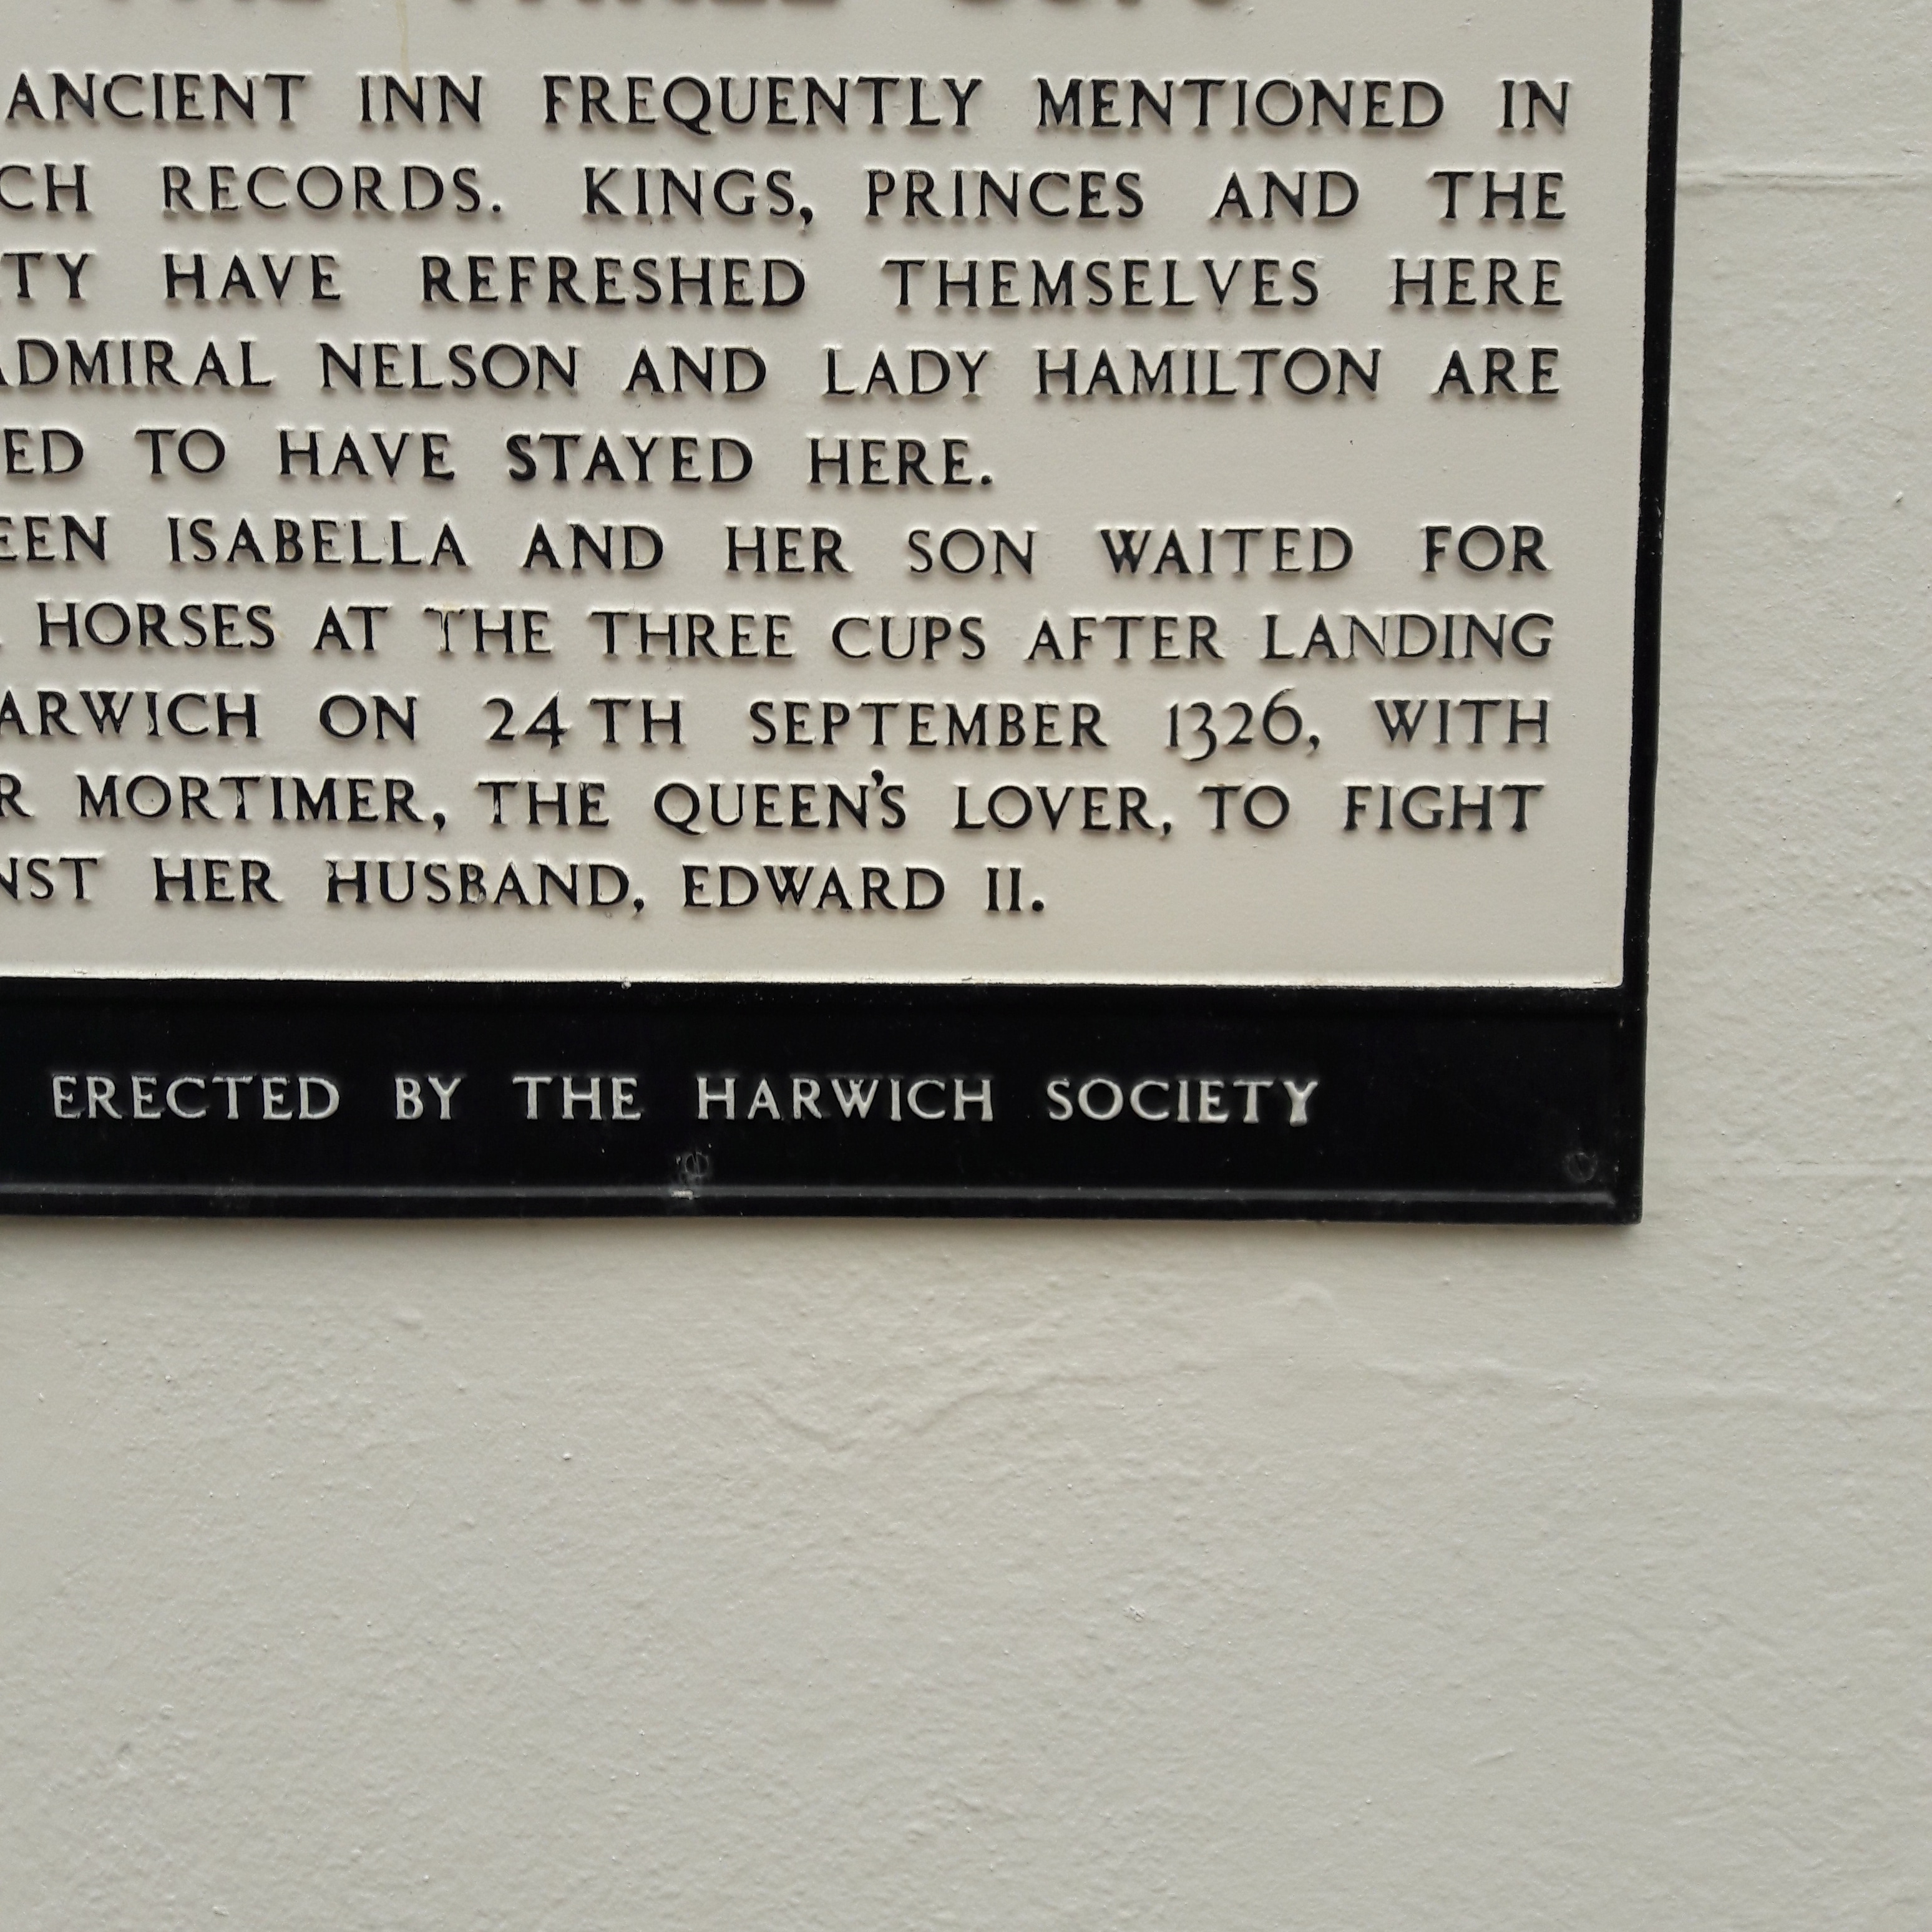 ANCIENT INN FREQUENTLY MENTIONED IN
CH RECORDS. KINGS, PRINCES AND THE
TY HAVE REFRESHED THEMSELVES HERE
ADMIRAL NELSON AND LADY HAMILTON ARE
ED TO HAVE STAYED HERE.
EEN ISABELLA AND HER SON WAITED FOR
HORSES AT THE THREE CUPS AFTER LANDING
ARWICH ON 24TH SEPTEMBER 1326, WITH
R MORTIMER, THE QUEEN'S LOVER, TO FIGHT
NST HER HUSBAND, EDWARD II.
ERECTED BY THE HARWICH SOCIETY